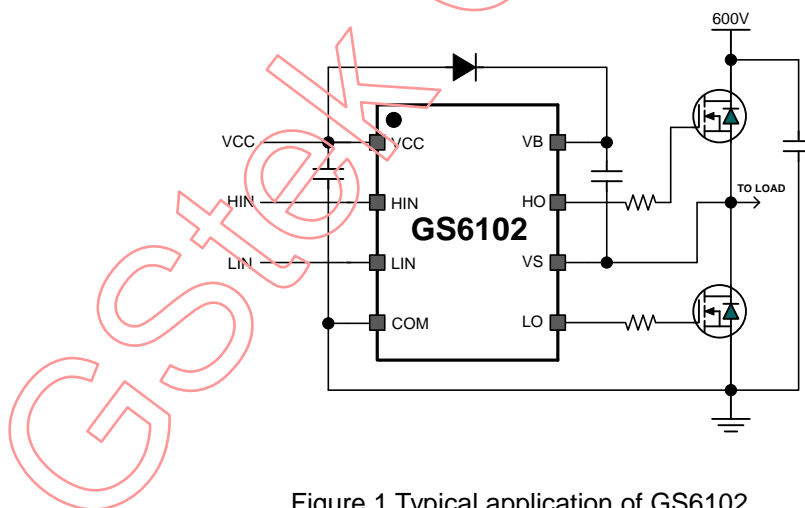 600V
VCC
VCC
VB
HIN
HIN
HO
TO LOAD
GS6102
LIN
LIN
VS
COM
LO
GStek
Figure 1 Typical application of GS6102